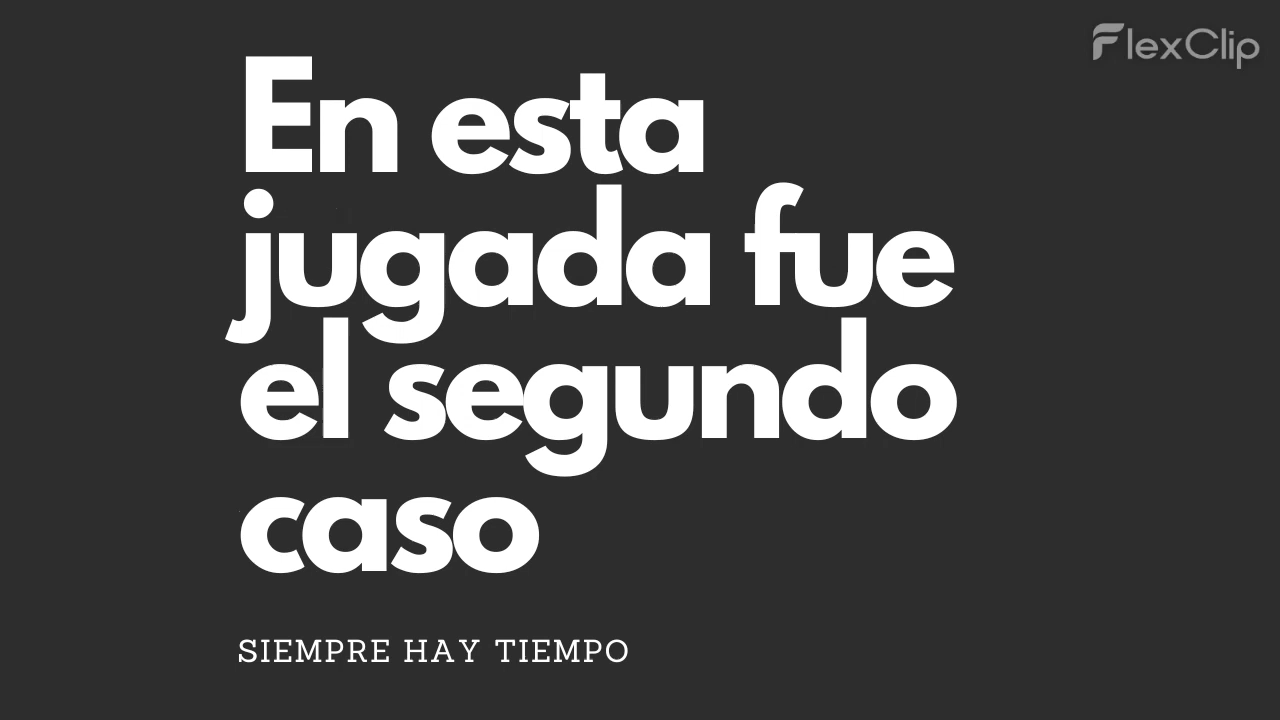 FlexClip
En esta
jugada fue
el segundo
caso
SIEMPRE HAY TIEMPO